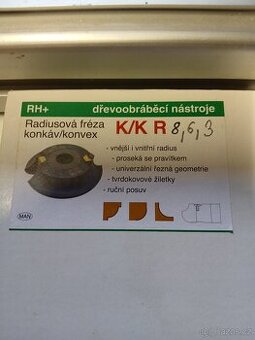 RH+ dřevoobráběcí nástroje
Radiusová fréza K/K R 8,6,3
konkáv/konvex
- vnější i vnitřní radius
- proseká se pravítkem
- univerzální řezná geometrie
- tvrdokovové žiletky
- ruční posuv
MAN